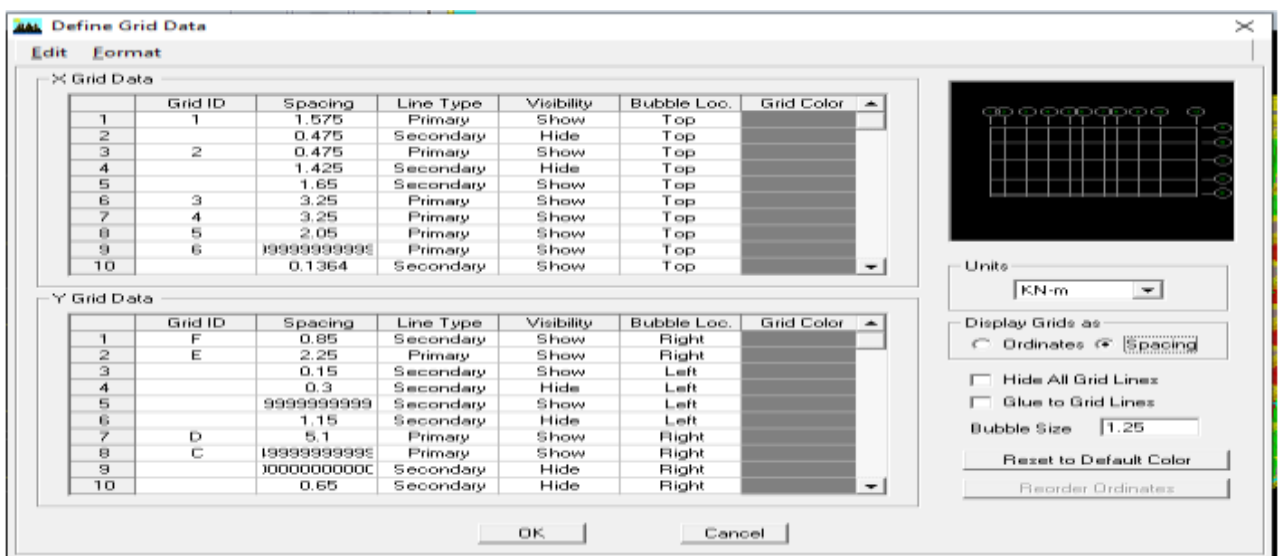 Define Grid Data
Edit Format
X Grid Data
Grid ID Spacing Line Type Visibility Bubble Loc. Grid Color
1 1 1.575 Primary Show Top
2 0.475 Secondary Hide Top
3 2 0.475 Primary Show Top
4 1.425 Secondary Hide Top
5 1.65 Secondary Show Top
6 3 3.25 Primary Show Top
7 4 3.25 Primary Show Top
8 5 2.05 Primary Show Top
9 6 Primary Show Top
10 0.1364 Secondary Show Top
Units
KN-m
Y Grid Data
Grid ID Spacing Line Type Visibility Bubble Loc. Grid Color
1 F 0.85 Secondary Show Right
2 E 2.25 Primary Show Right
3 0.15 Secondary Show Left
4 0.3 Secondary Hide Left
5 9999999999 Secondary Show Left
6 1.15 Secondary Hide Left
7 D 5.1 Primary Show Right
8 C Primary Show Right
9 Secondary Hide Right
10 0.65 Secondary Hide Right
Display Grids as
Ordinates Spacing
Hide All Grid Lines
Glue to Grid Lines
Bubble Size 1.25
Reset to Default Color
Reorder Ordinates
OK Cancel